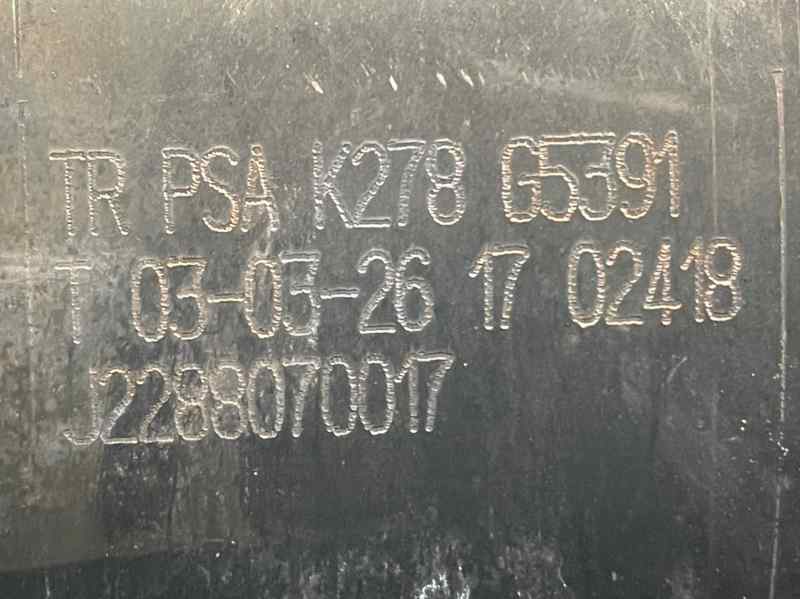 TR PSA K278 G5391
T 03-03-26 17 02418
J2288070017